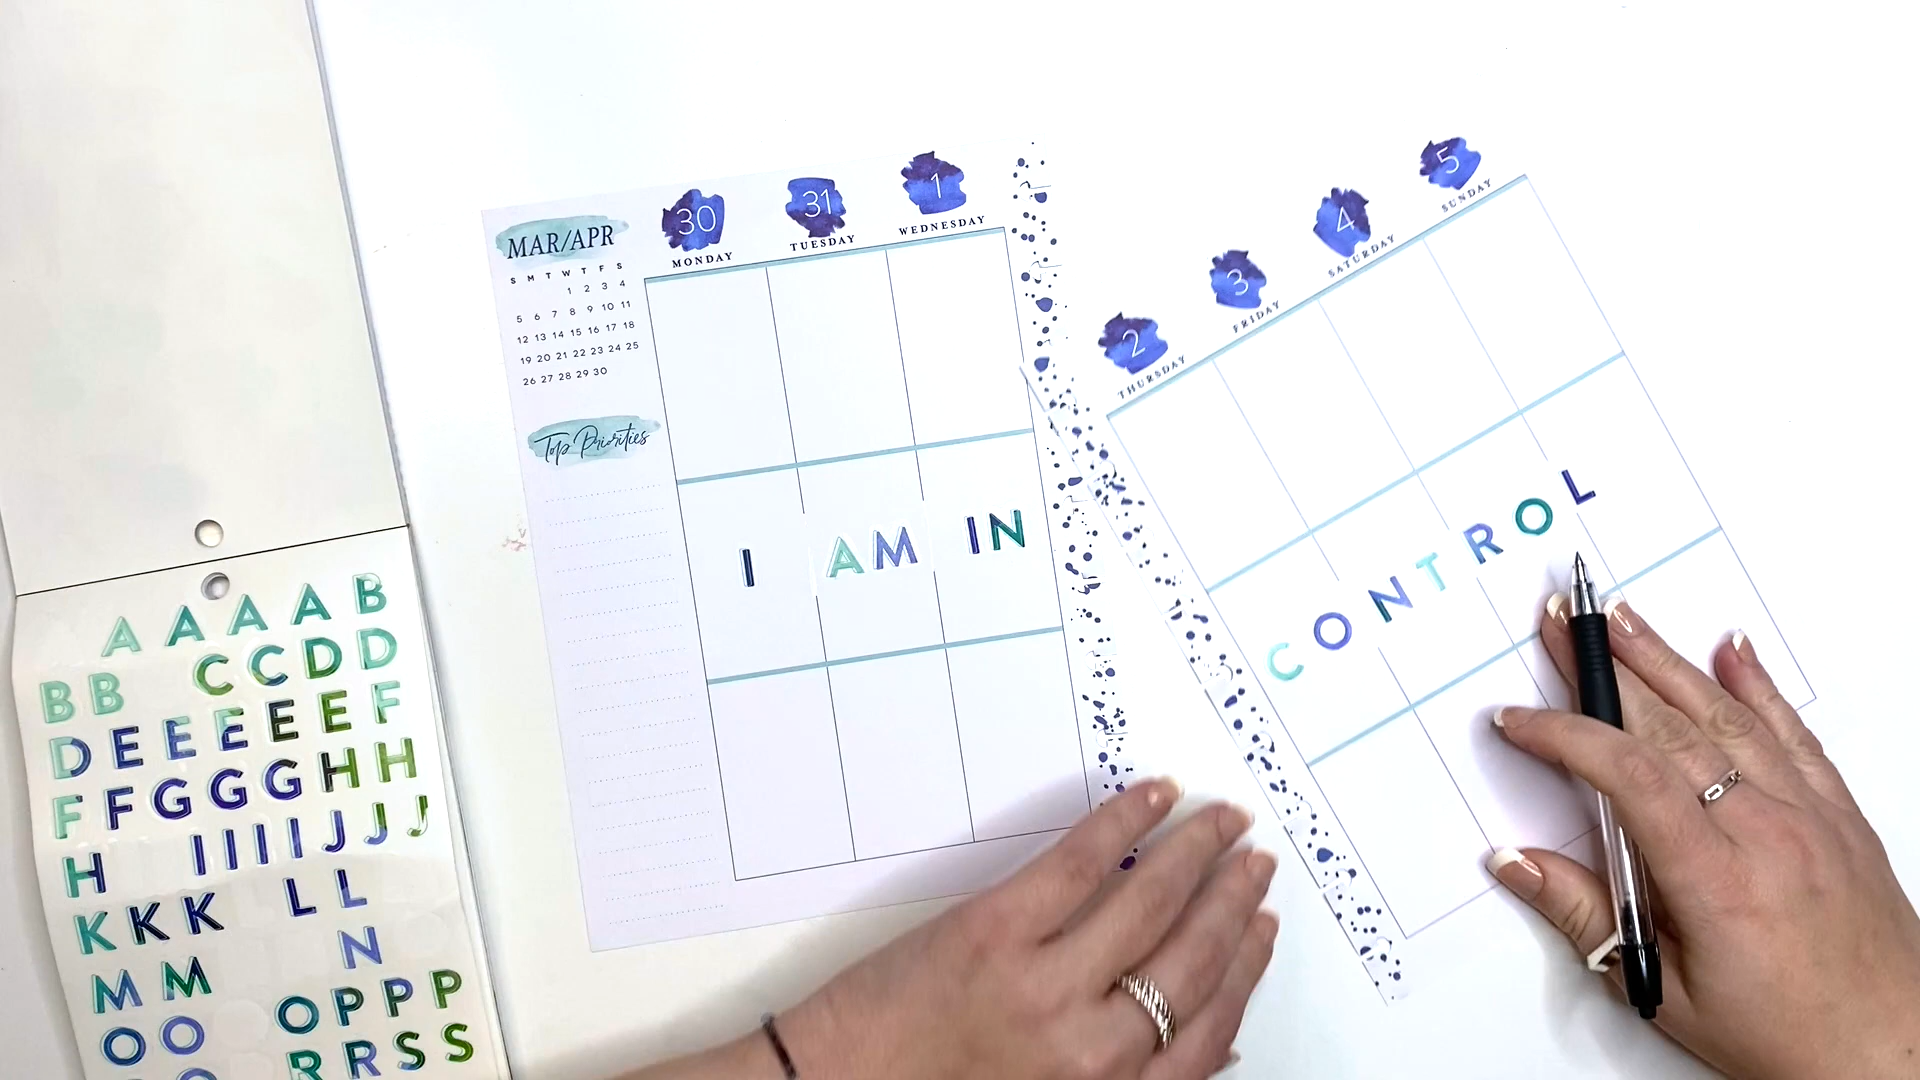 MAR/APR
S M T W T F S
1 2 3 4
5 6 7 8 9 10 11
12 13 14 15 16 17 18
19 20 21 22 23 24 25
26 27 28 29 30
Top Priorities
30
MONDAY
31
TUESDAY
1
WEDNESDAY
I AM IN
2
THURSDAY
3
FRIDAY
4
SATURDAY
5
SUNDAY
CONTROL
A A A A B
B B C C D D
D E E E E E F
F F G G G H H
H I I I I J J J
K K K L L
M M N
O O O P P P
R R S S